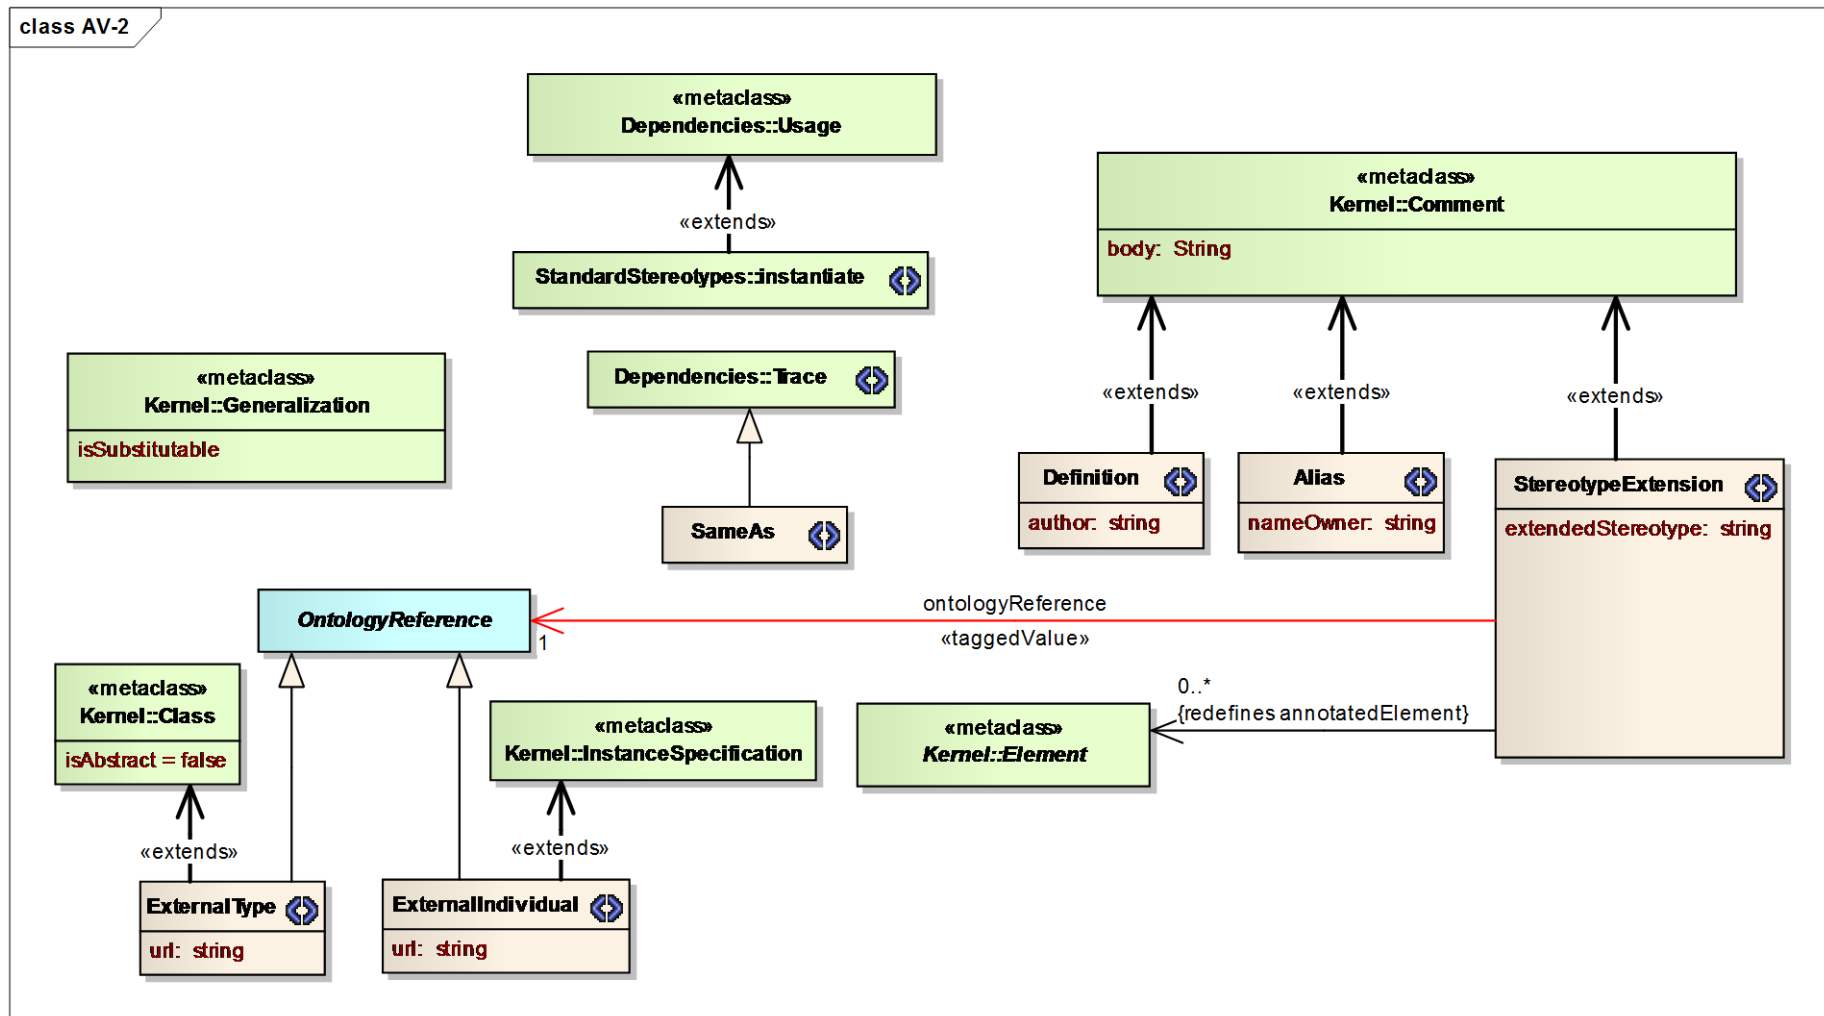 class AV-2
«metaclass»
Dependencies::Usage
«extends»
StandardStereotypes::instantiate
«metaclass»
Kernel::Comment
body: String
«metaclass»
Kernel::Generalization
isSubstitutable
Dependencies::Trace
SameAs
«extends»
«extends»
«extends»
Definition
author: string
Alias
nameOwner: string
StereotypeExtension
extendedStereotype: string
OntologyReference
1
ontologyReference
«taggedValue»
0..*
{redefines annotatedElement}
«metaclass»
Kernel::Class
isAbstract = false
«metaclass»
Kernel::InstanceSpecification
«metaclass»
Kernel::Element
«extends»
«extends»
ExternalType
url: string
ExternalIndividual
url: string